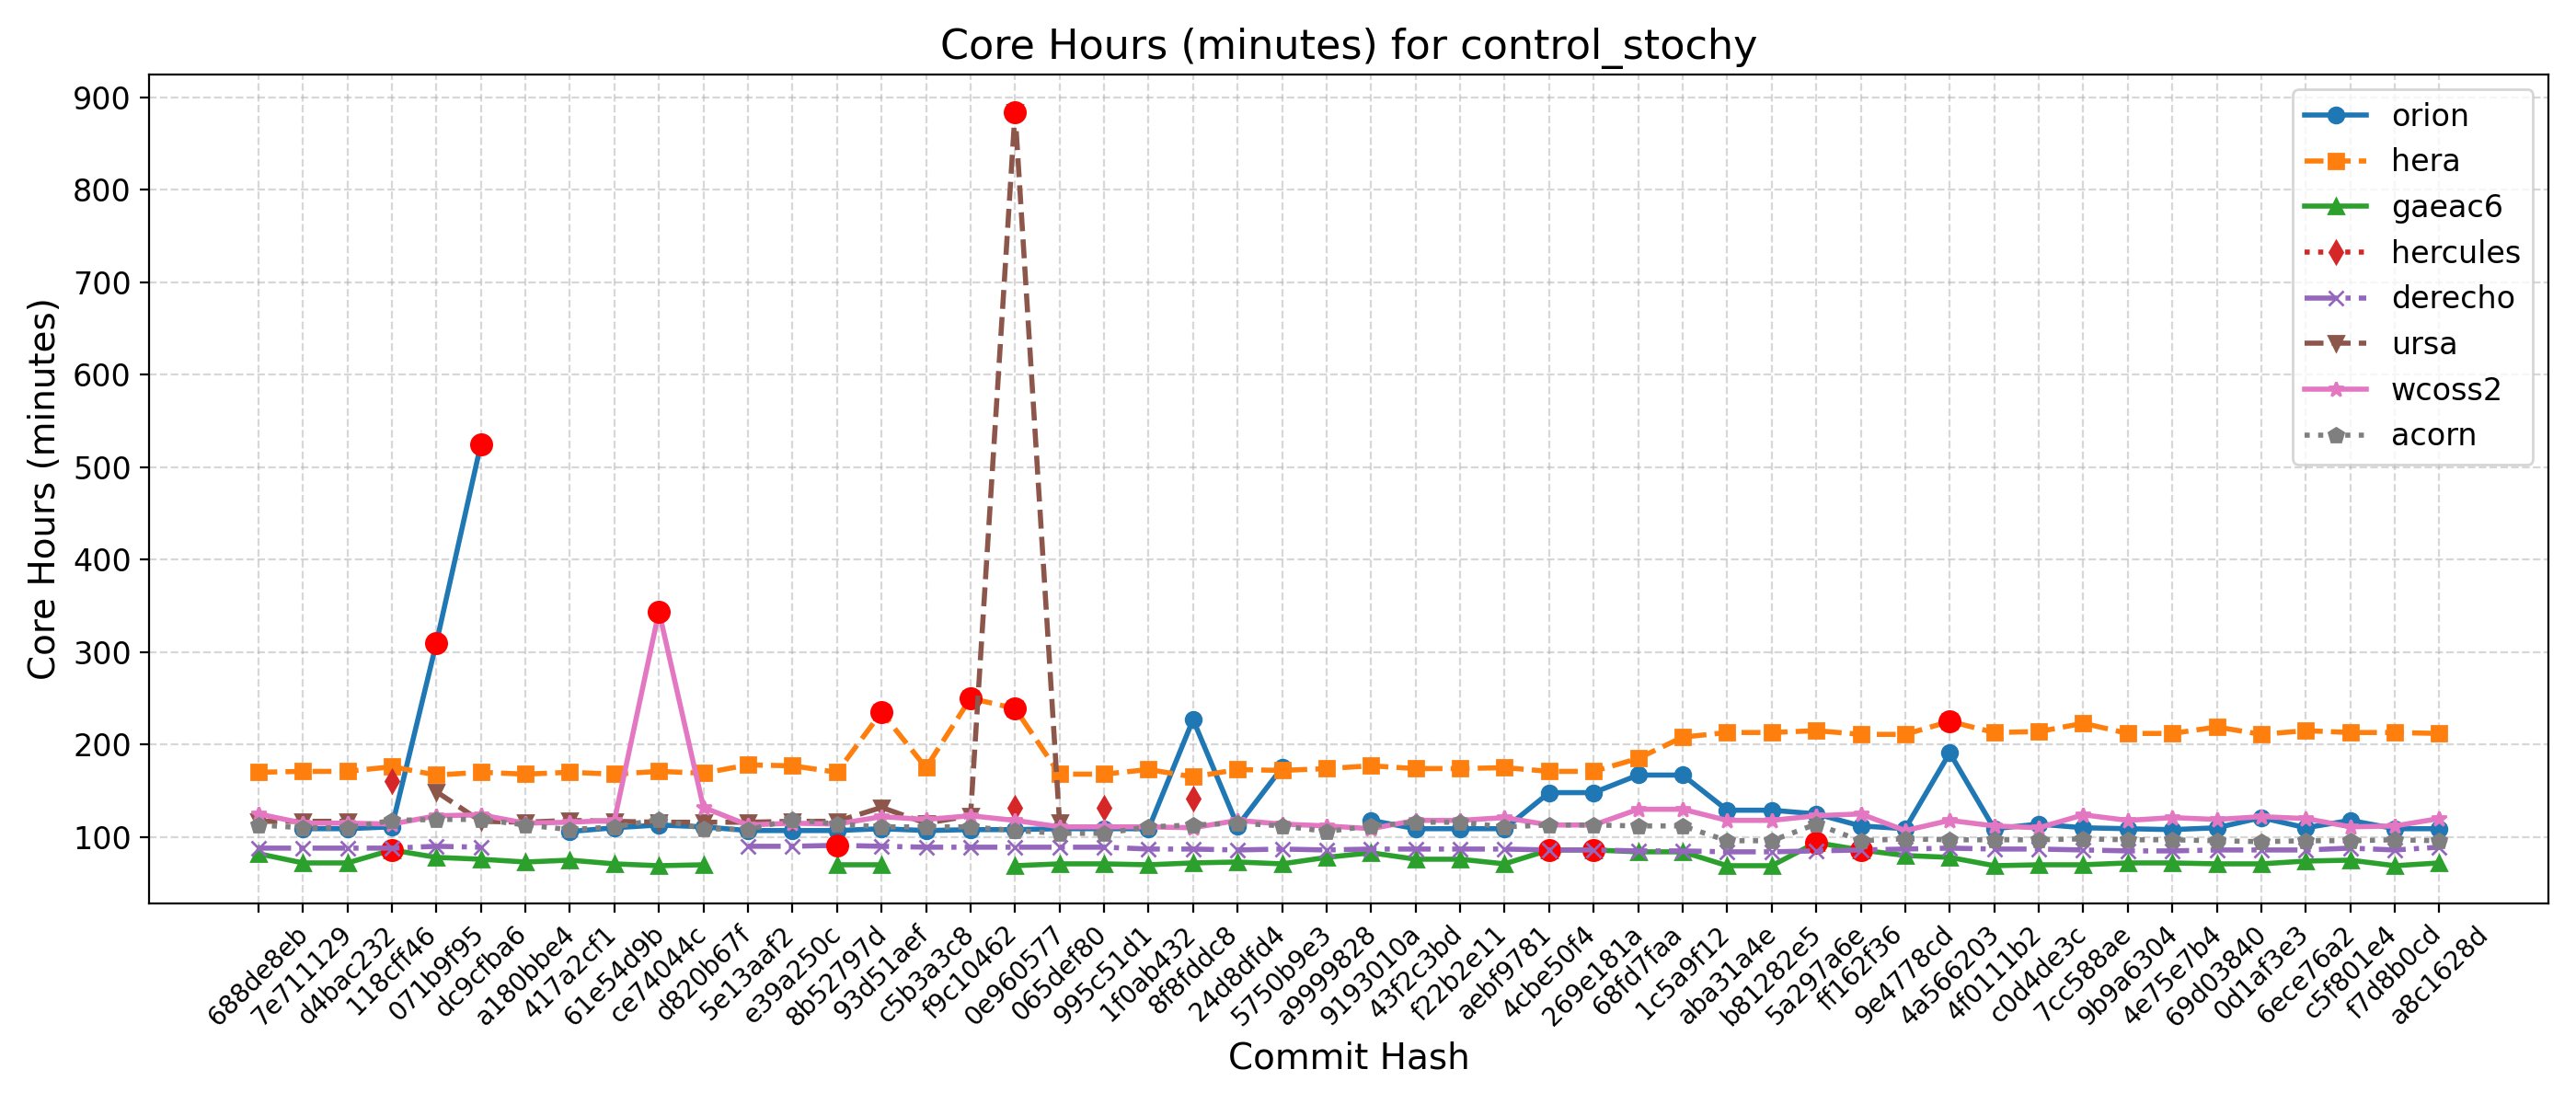 Core Hours (minutes) for control_stochy
Core Hours (minutes)
900
800
700
600
500
400
300
200
100
orion
hera
gaeac6
hercules
derecho
ursa
wcoss2
acorn
688de8eb
7e711129
d4bac232
118cff46
071b9f95
dc9cfba6
a180bbe4
417a2cf1
61e54d9b
ce74044c
d820b67f
5e13aaf2
e39a250c
8b52797d
93d51aef
c5b3a3c8
f9c10462
0e960577
065def80
995c51d1
1f0ab432
8f8fddc8
24d8dfd4
5750b9e3
a9999828
9193010a
43f2c3bd
f22b2e11
aebf9781
4cbe50f4
269e181a
68fd7faa
1c5a9f12
aba31a4e
b81282e5
5a297a6e
ff162f36
9e4778cd
4a566203
4f0111b2
c0d4de3c
7cc588ae
9b9a6304
4e75e7b4
69d03840
0d1af3e3
6ece76a2
c5f801e4
f7d8b0cd
a8c1628d
Commit Hash